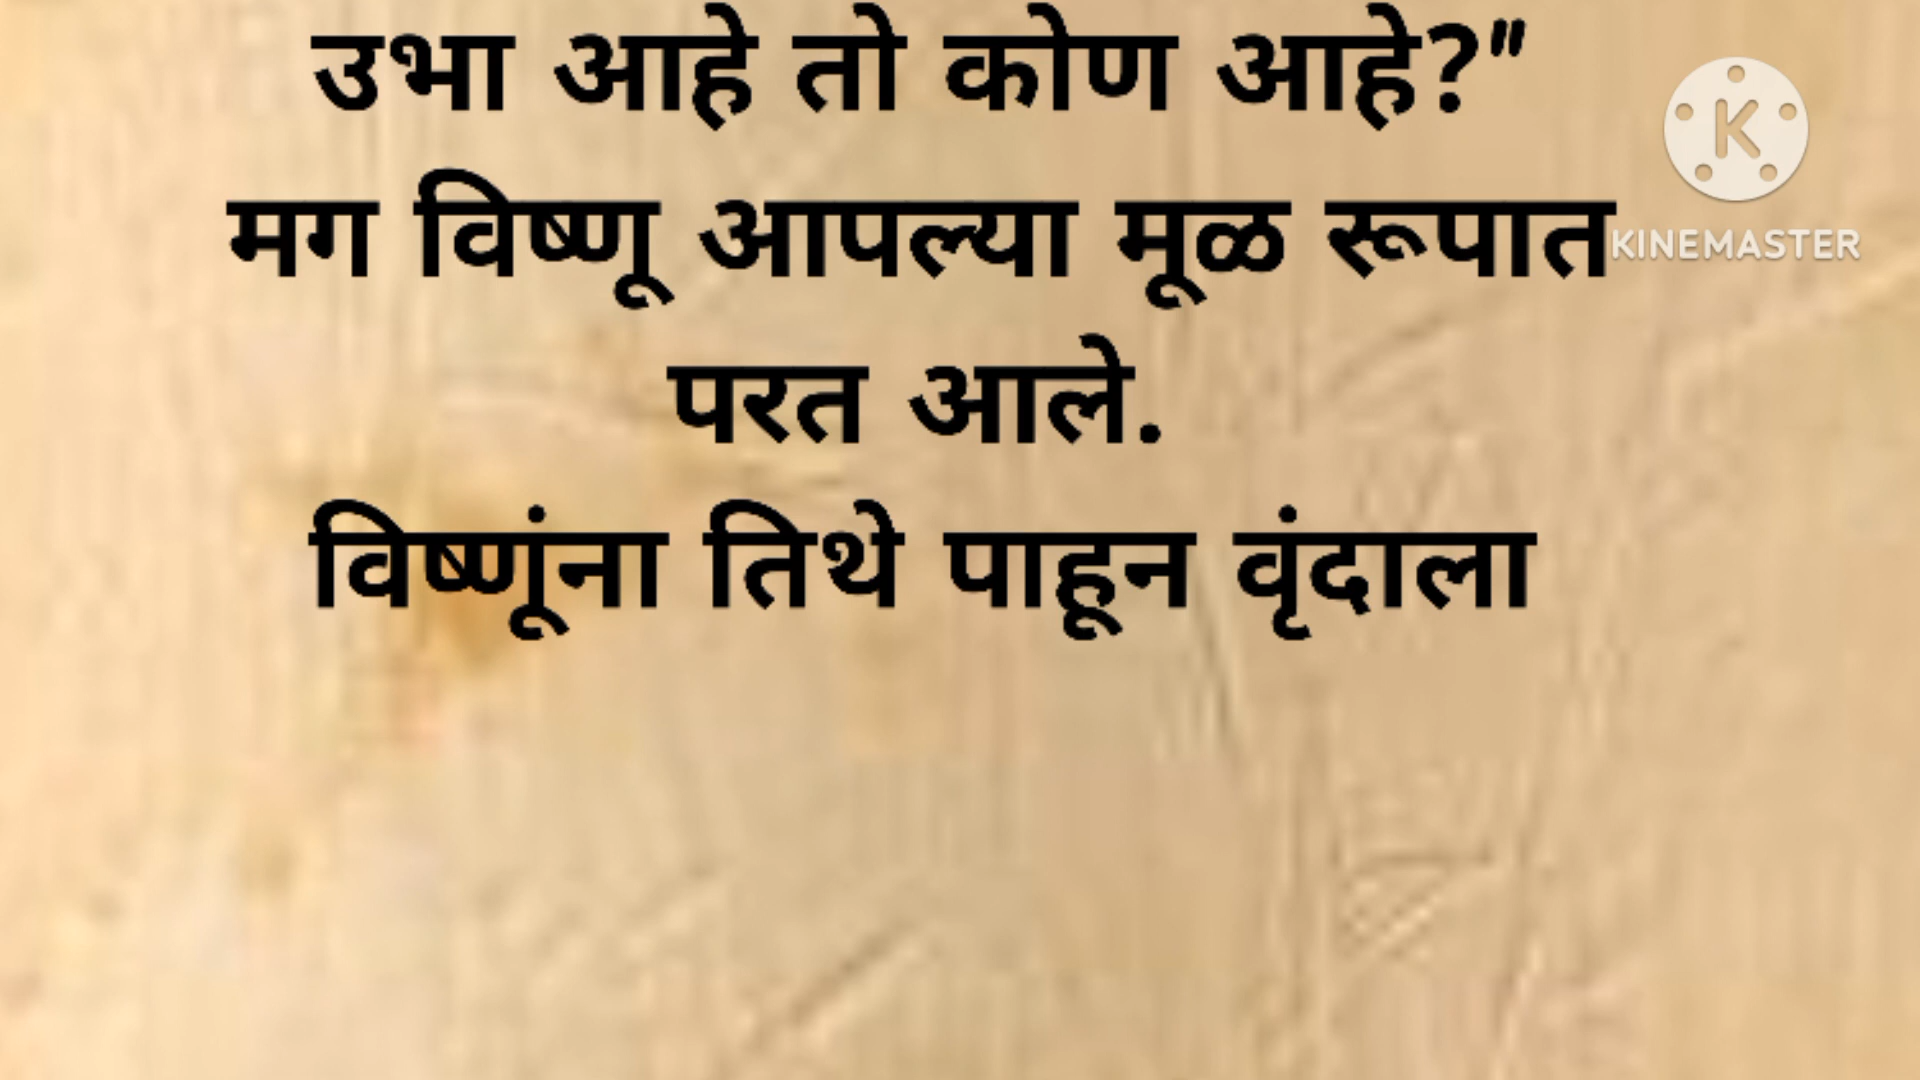 उभा आहे तो कोण आहे?"
मग विष्णू आपल्या मूळ रूपात
परत आले.
विष्णूंना तिथे पाहून वृंदाला
K
KINEMASTER